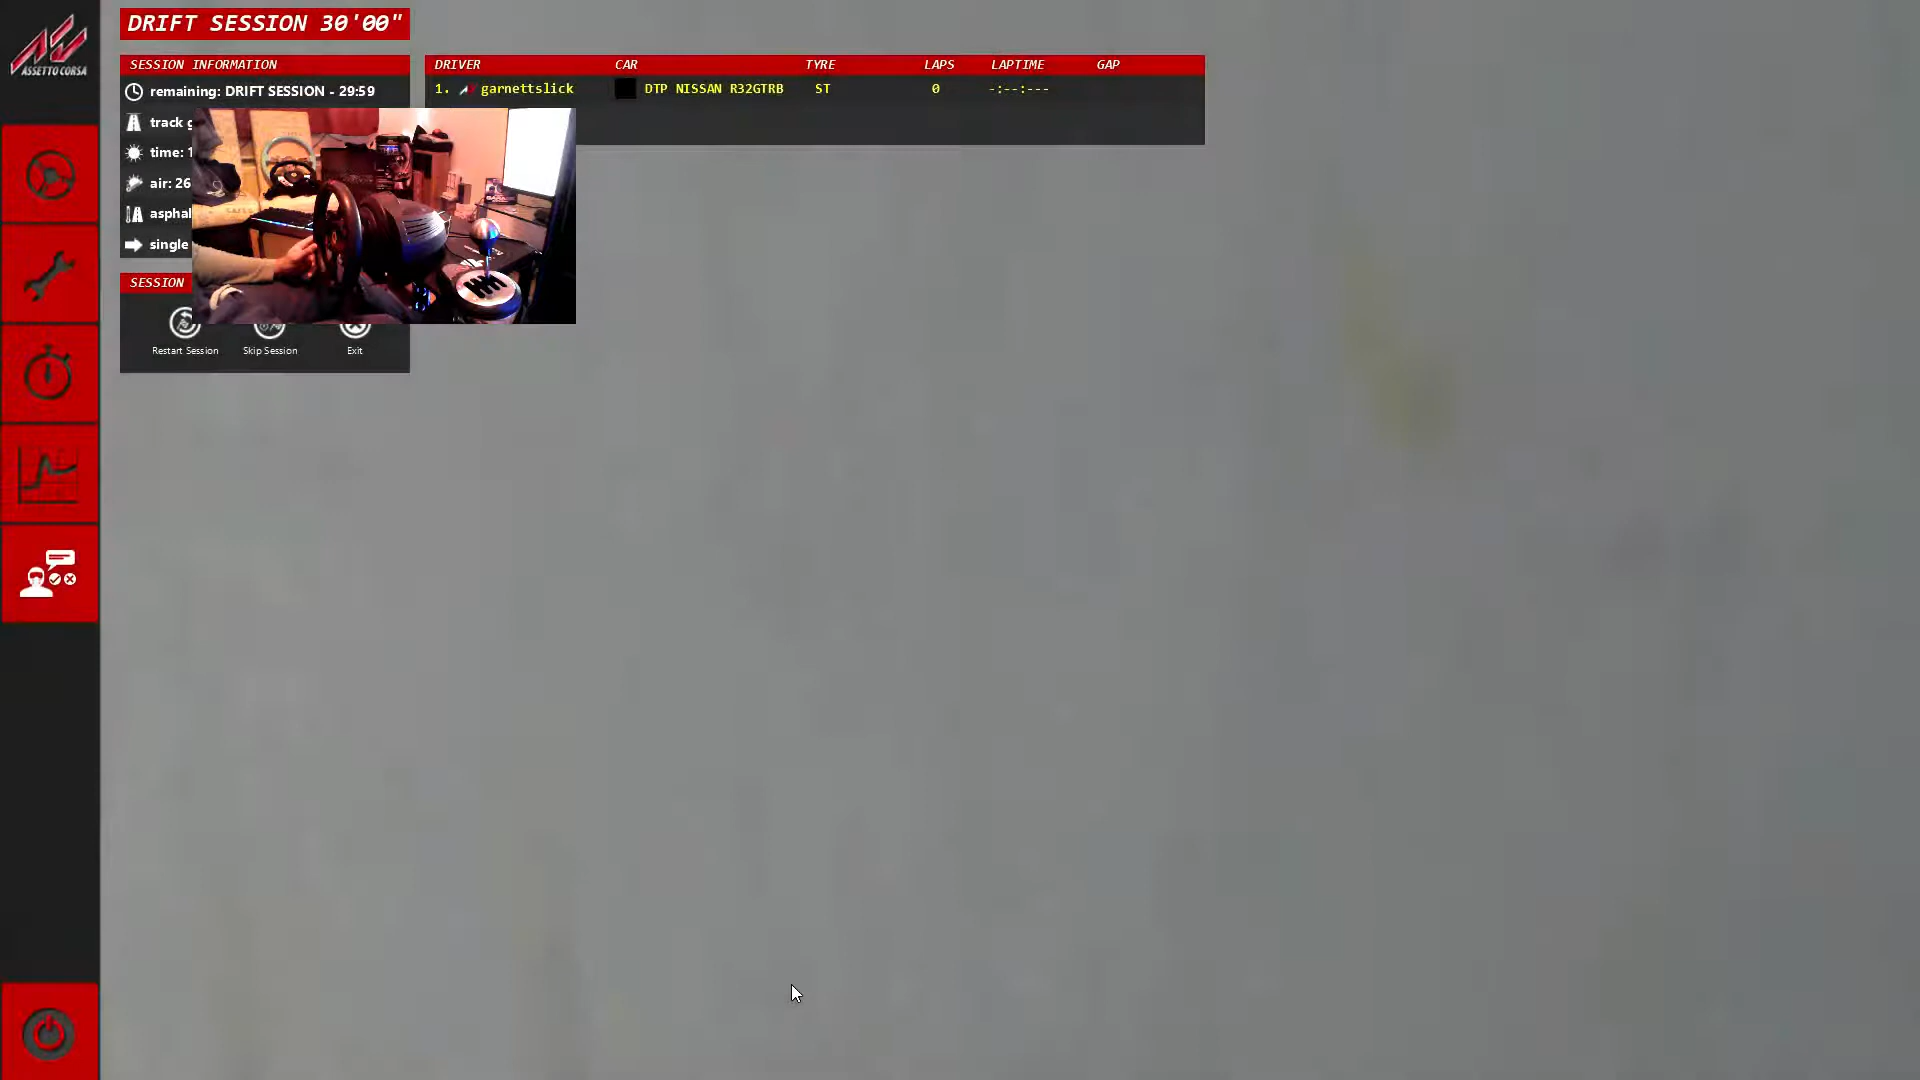 ASSETTO CORSA
DRIFT SESSION 30'00"
SESSION INFORMATION
remaining: DRIFT SESSION - 29:59
track g
time: 1
air: 26
asphal
single
SESSION
Restart Session Skip Session Exit
DRIVER CAR TYRE LAPS LAPTIME GAP
1. garnettslick DTP NISSAN R32GTRB ST 0 -:--:---